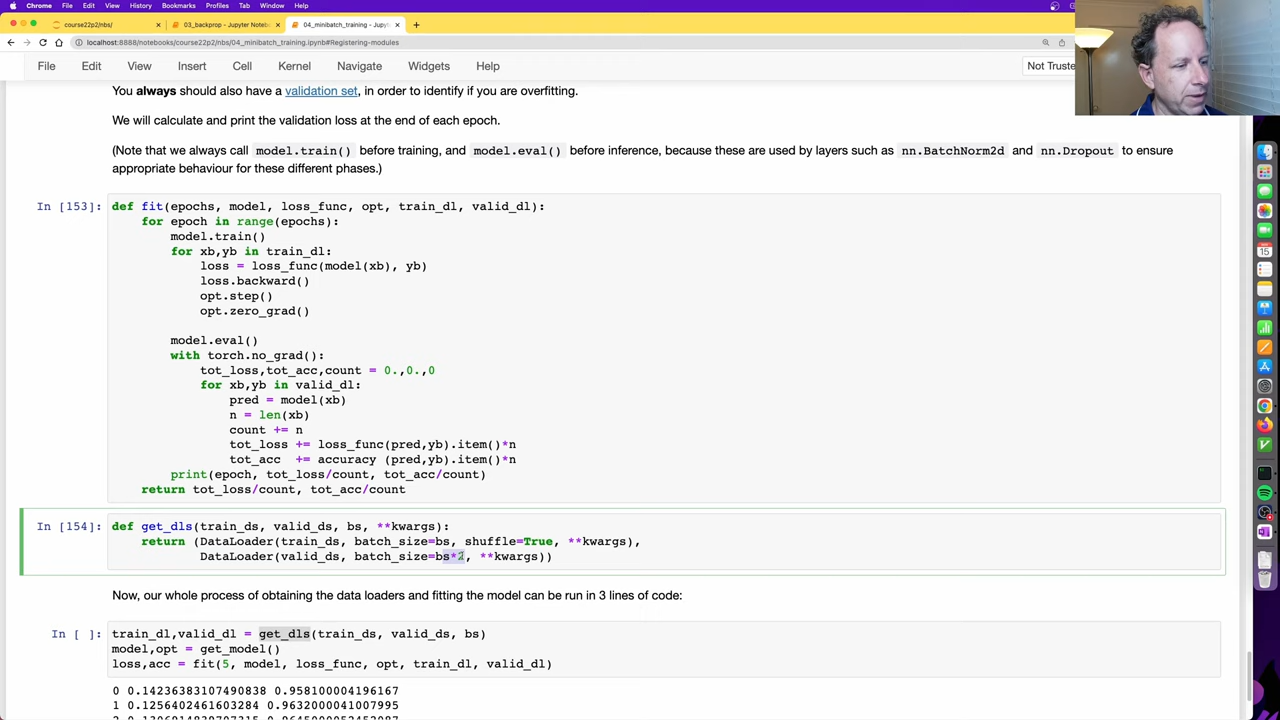 Chrome File Edit View History Bookmarks Profiles Tab Window Help
course22p2/nbs/
03_backprop - Jupyter Noteb
04_minibatch_training - Jupyt
localhost:8888/notebooks/course22p2/nbs/04_minibatch_training.ipynb#Registering-modules
File Edit View Insert Cell Kernel Navigate Widgets Help
Not Truste
You always should also have a validation set, in order to identify if you are overfitting.
We will calculate and print the validation loss at the end of each epoch.
(Note that we always call model.train() before training, and model.eval() before inference, because these are used by layers such as nn.BatchNorm2d and nn.Dropout to ensure
appropriate behaviour for these different phases.)
In [153]: def fit(epochs, model, loss_func, opt, train_dl, valid_dl):
for epoch in range(epochs):
model.train()
for xb,yb in train_dl:
loss = loss_func(model(xb), yb)
loss.backward()
opt.step()
opt.zero_grad()
model.eval()
with torch.no_grad():
tot_loss,tot_acc,count = 0.,0.,0
for xb,yb in valid_dl:
pred = model(xb)
n = len(xb)
count += n
tot_loss += loss_func(pred,yb).item()*n
tot_acc += accuracy (pred,yb).item()*n
print(epoch, tot_loss/count, tot_acc/count)
return tot_loss/count, tot_acc/count
In [154]: def get_dls(train_ds, valid_ds, bs, **kwargs):
return (DataLoader(train_ds, batch_size=bs, shuffle=True, **kwargs),
DataLoader(valid_ds, batch_size=bs*2, **kwargs))
Now, our whole process of obtaining the data loaders and fitting the model can be run in 3 lines of code:
In [ ]: train_dl,valid_dl = get_dls(train_ds, valid_ds, bs)
model,opt = get_model()
loss,acc = fit(5, model, loss_func, opt, train_dl, valid_dl)
0 0.14236383107490838 0.958100004196167
1 0.1256402461603284 0.9632000041007995